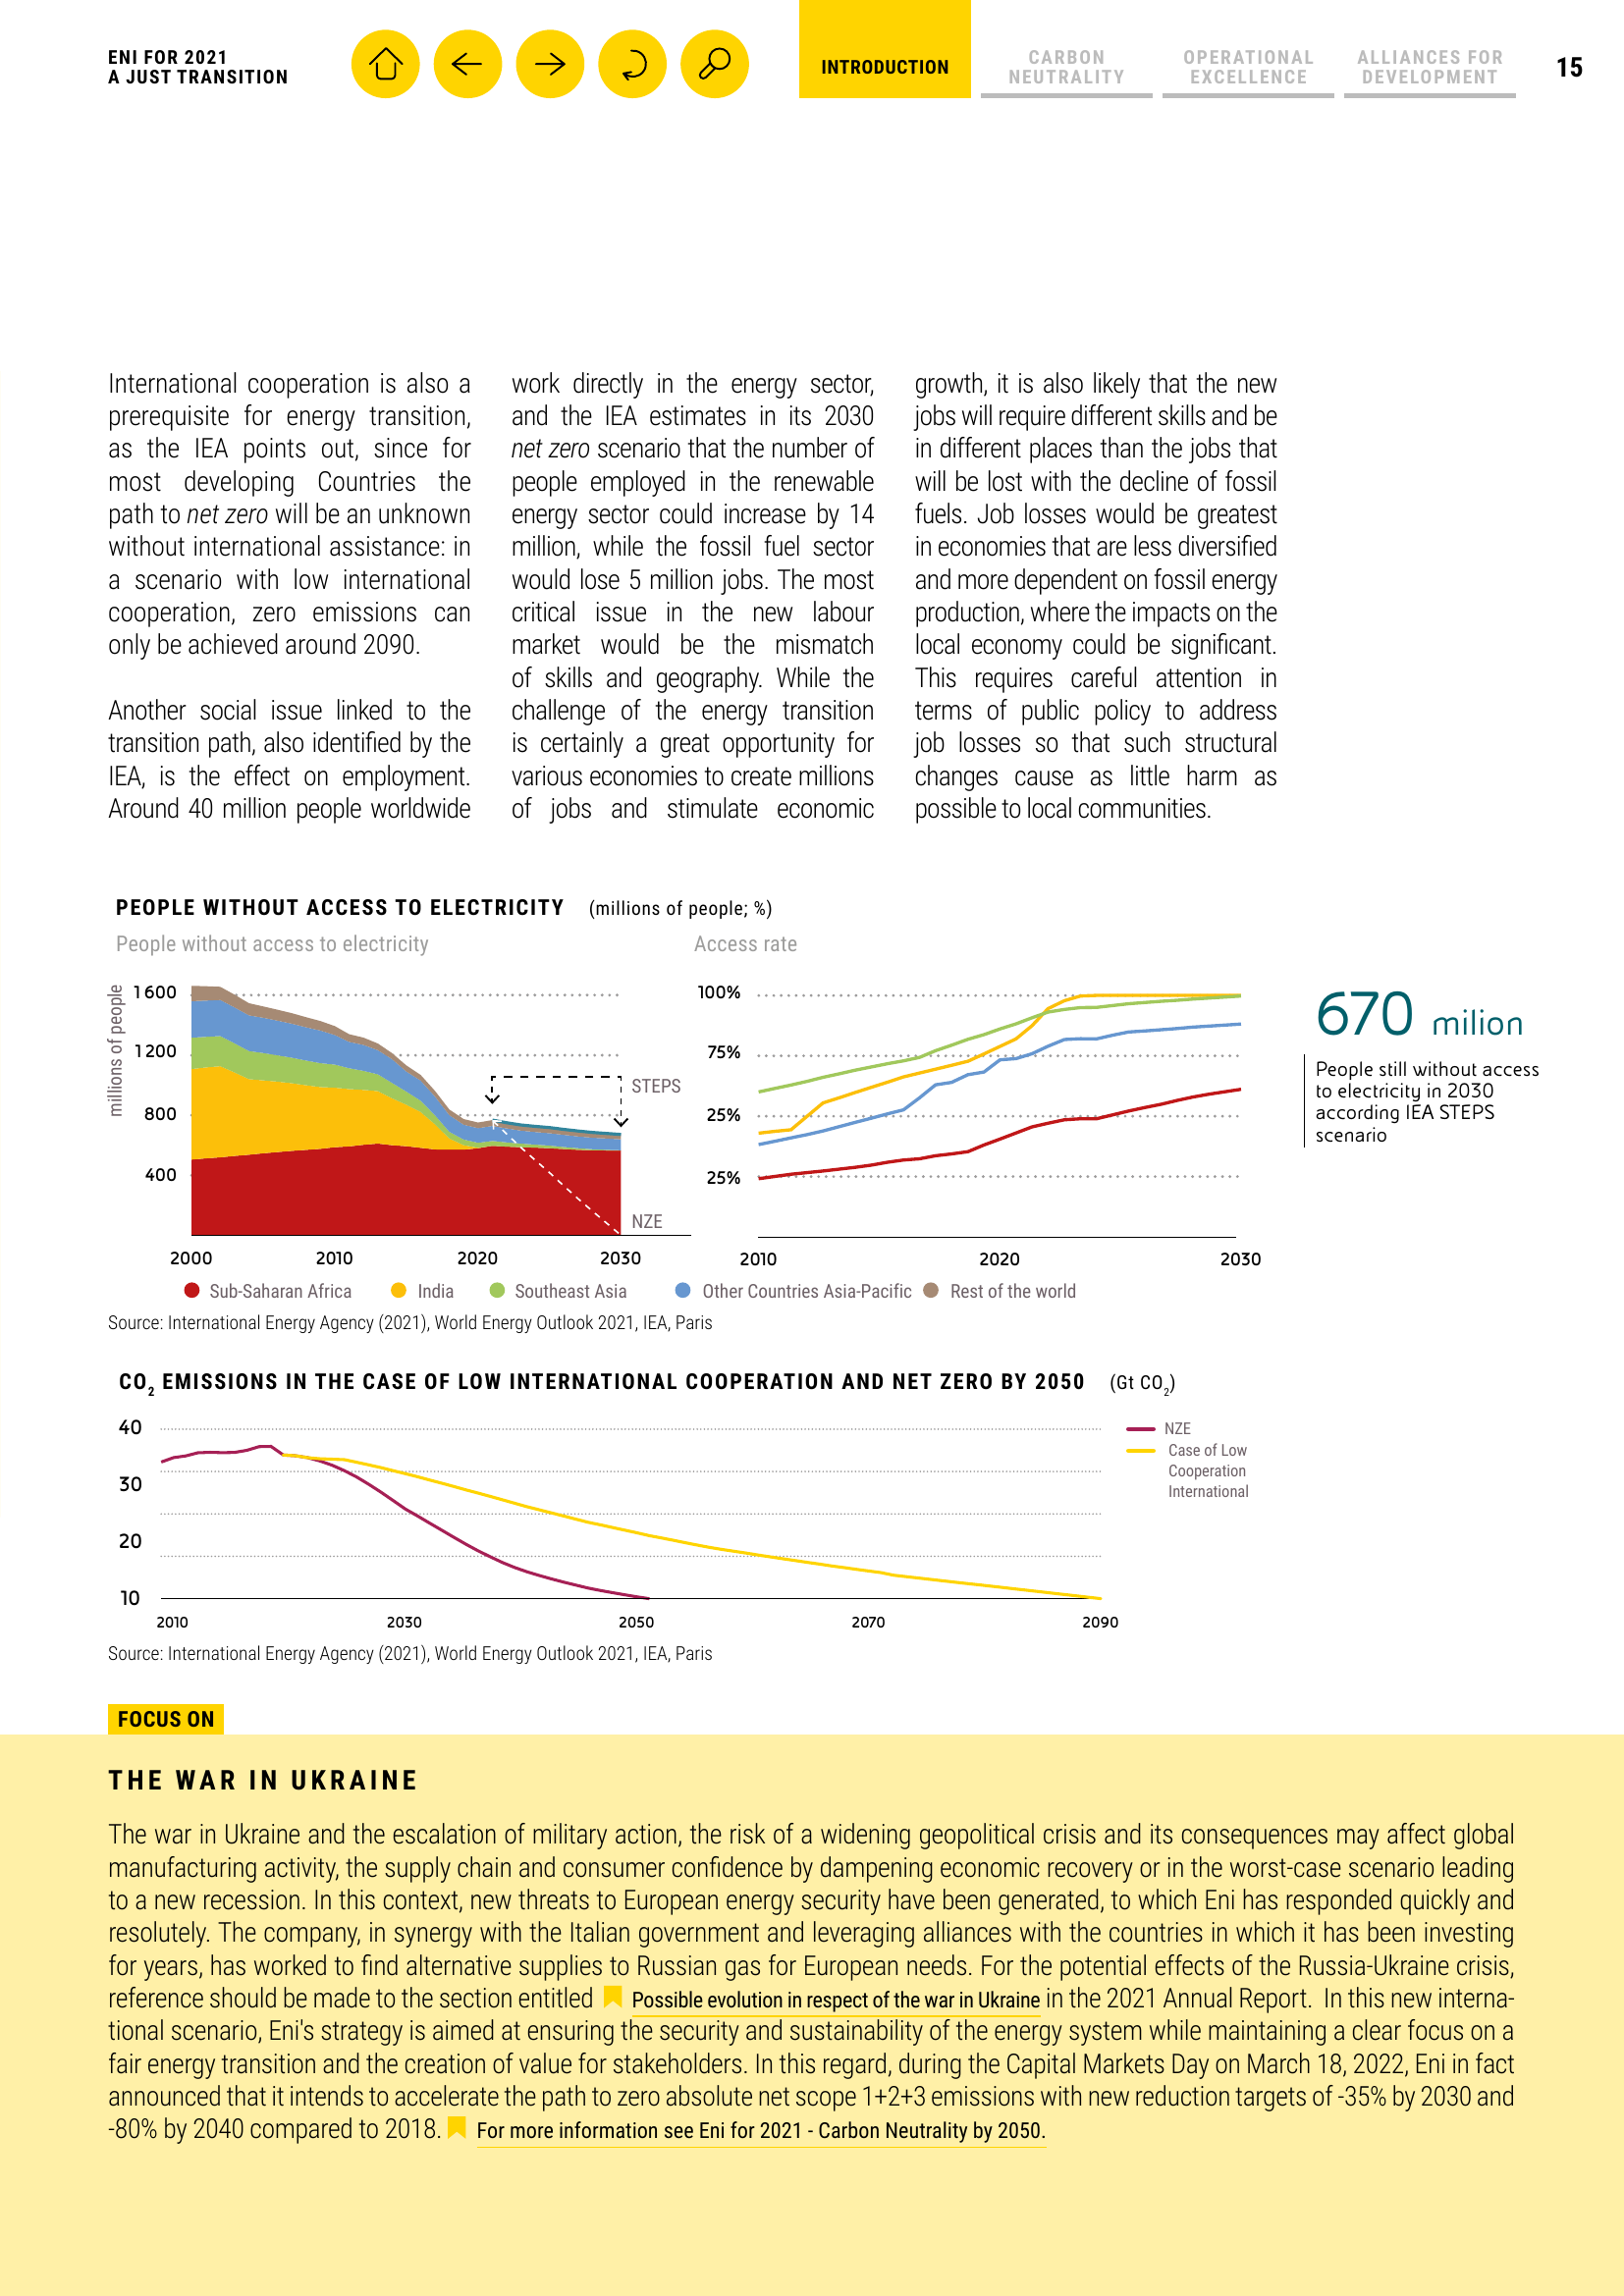 ENI FOR 2021
A JUST TRANSITION
INTRODUCTION
CARBON
NEUTRALITY
OPERATIONAL
EXCELLENCE
ALLIANCES FOR
DEVELOPMENT
15
International cooperation is also a
prerequisite for energy transition,
as the IEA points out, since for
most developing Countries the
path to net zero will be an unknown
without international assistance: in
a scenario with low international
cooperation, zero emissions can
only be achieved around 2090.
Another social issue linked to the
transition path, also identified by the
IEA, is the effect on employment.
Around 40 million people worldwide
work directly in the energy sector,
and the IEA estimates in its 2030
net zero scenario that the number of
people employed in the renewable
energy sector could increase by 14
million, while the fossil fuel sector
would lose 5 million jobs. The most
critical issue in the new labour
market would be the mismatch
of skills and geography. While the
challenge of the energy transition
is certainly a great opportunity for
various economies to create millions
of jobs and stimulate economic
growth, it is also likely that the new
jobs will require different skills and be
in different places than the jobs that
will be lost with the decline of fossil
fuels. Job losses would be greatest
in economies that are less diversified
and more dependent on fossil energy
production, where the impacts on the
local economy could be significant.
This requires careful attention in
terms of public policy to address
job losses so that such structural
changes cause as little harm as
possible to local communities.
PEOPLE WITHOUT ACCESS TO ELECTRICITY (millions of people; %)
People without access to electricity
millions of people
1600
1200
800
400
STEPS
NZE
2000 2010 2020 2030
Access rate
100%
75%
25%
25%
2010 2020 2030
Sub-Saharan Africa India Southeast Asia Other Countries Asia-Pacific Rest of the world
Source: International Energy Agency (2021), World Energy Outlook 2021, IEA, Paris
670 milion
People still without access
to electricity in 2030
according IEA STEPS
scenario
CO2 EMISSIONS IN THE CASE OF LOW INTERNATIONAL COOPERATION AND NET ZERO BY 2050 (Gt CO2)
40
30
20
10
2010 2030 2050 2070 2090
NZE
Case of Low
Cooperation
International
Source: International Energy Agency (2021), World Energy Outlook 2021, IEA, Paris
FOCUS ON
THE WAR IN UKRAINE
The war in Ukraine and the escalation of military action, the risk of a widening geopolitical crisis and its consequences may affect global
manufacturing activity, the supply chain and consumer confidence by dampening economic recovery or in the worst-case scenario leading
to a new recession. In this context, new threats to European energy security have been generated, to which Eni has responded quickly and
resolutely. The company, in synergy with the Italian government and leveraging alliances with the countries in which it has been investing
for years, has worked to find alternative supplies to Russian gas for European needs. For the potential effects of the Russia-Ukraine crisis,
reference should be made to the section entitled Possible evolution in respect of the war in Ukraine in the 2021 Annual Report. In this new interna-
tional scenario, Eni's strategy is aimed at ensuring the security and sustainability of the energy system while maintaining a clear focus on a
fair energy transition and the creation of value for stakeholders. In this regard, during the Capital Markets Day on March 18, 2022, Eni in fact
announced that it intends to accelerate the path to zero absolute net scope 1+2+3 emissions with new reduction targets of -35% by 2030 and
-80% by 2040 compared to 2018. For more information see Eni for 2021 - Carbon Neutrality by 2050.